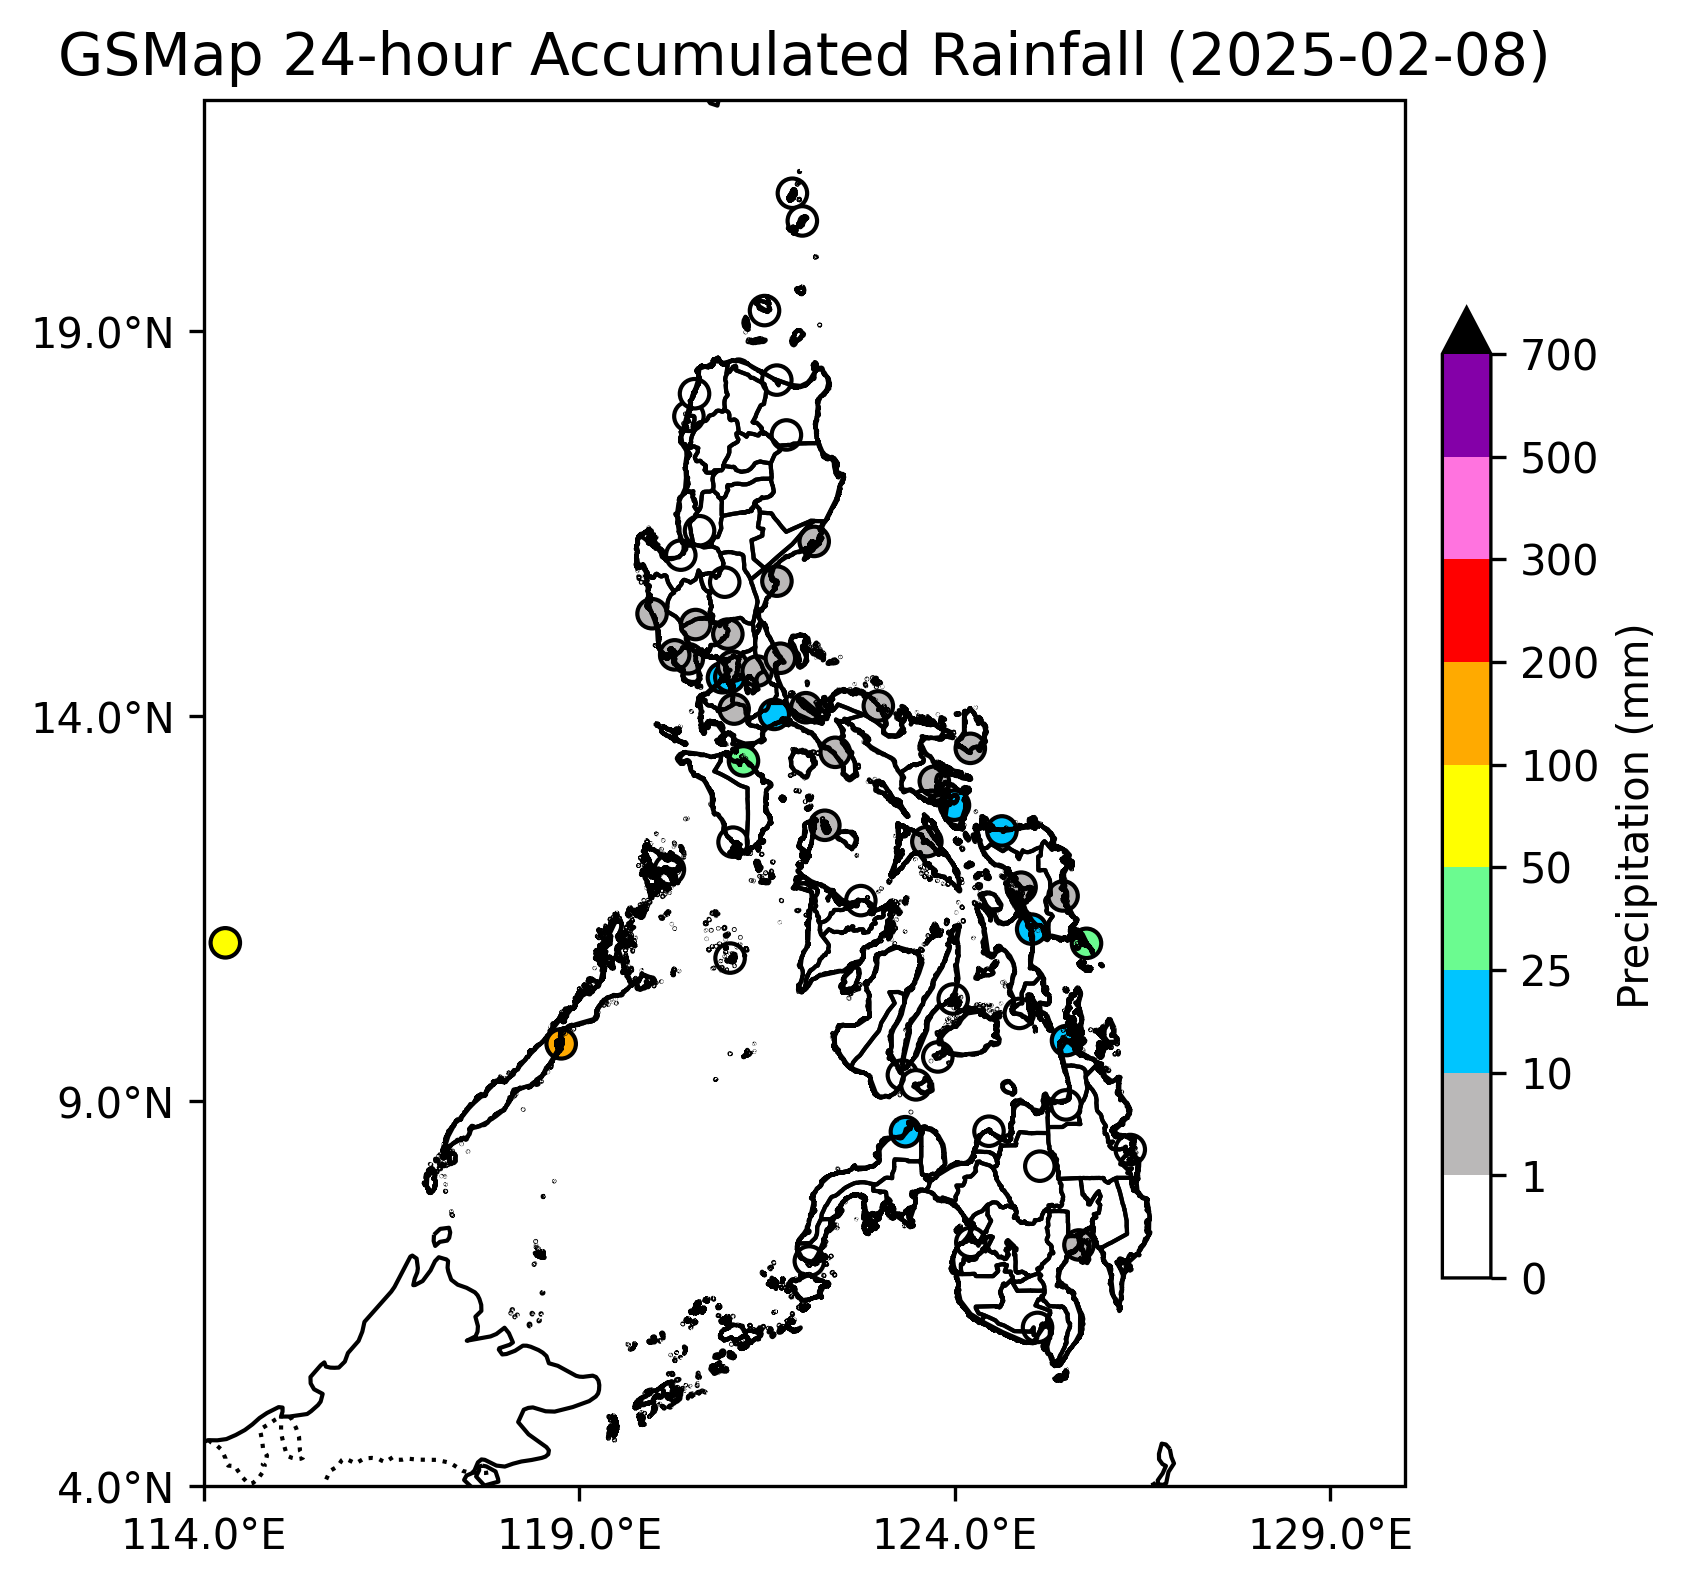 GSMap 24-hour Accumulated Rainfall (2025-02-08)
19.0°N
14.0°N
9.0°N
4.0°N
114.0°E
119.0°E
124.0°E
129.0°E
700
500
300
200
100
50
25
10
1
0
Precipitation (mm)